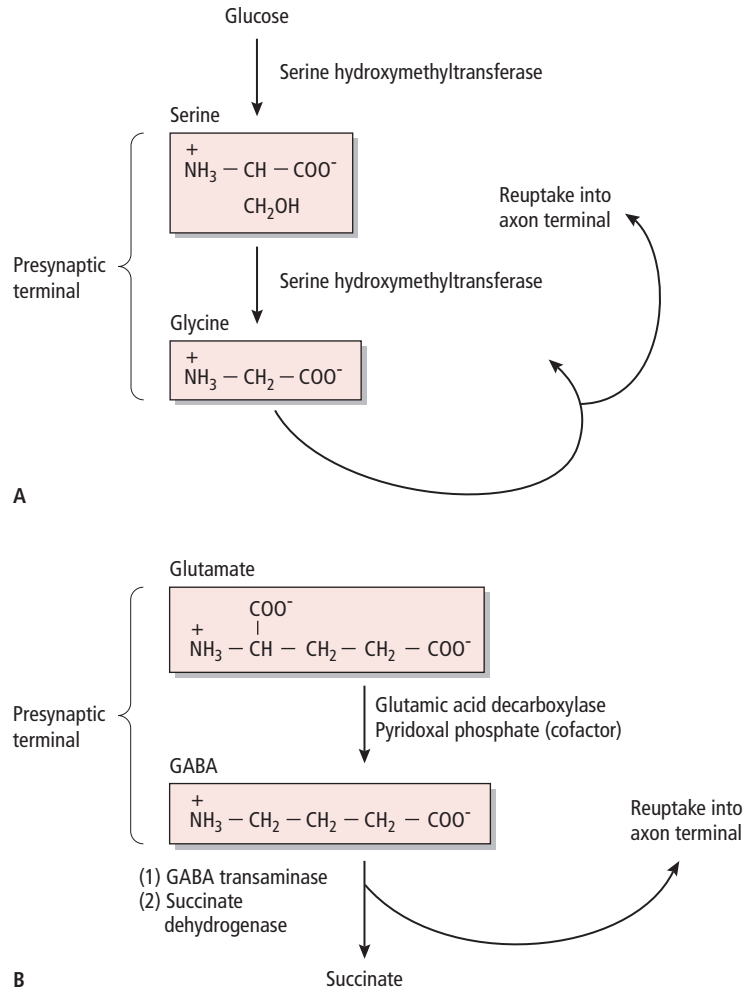 Glucose
Serine hydroxymethyltransferase
Serine
+
NH3 — CH — COO-
CH2OH
Reuptake into
axon terminal
Presynaptic
terminal
Serine hydroxymethyltransferase
Glycine
+
NH3 — CH2 — COO-
A
Glutamate
COO-
+
NH3 — CH — CH2 — CH2 — COO-
Presynaptic
terminal
Glutamic acid decarboxylase
Pyridoxal phosphate (cofactor)
GABA
+
NH3 — CH2 — CH2 — CH2 — COO-
Reuptake into
axon terminal
(1) GABA transaminase
(2) Succinate
dehydrogenase
B
Succinate